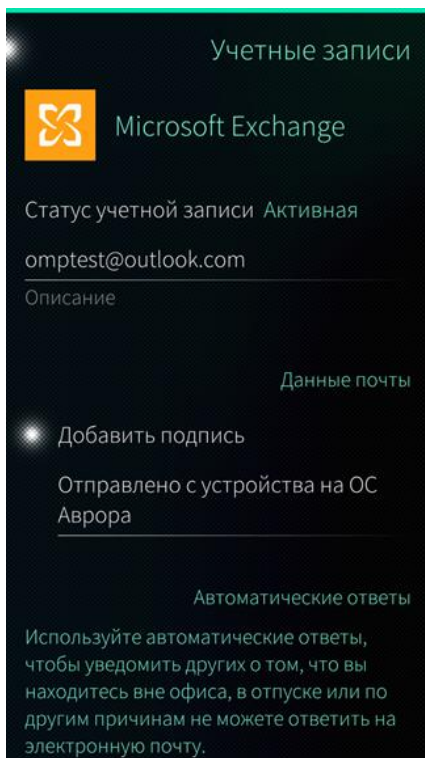 Учетные записи
Microsoft Exchange
Статус учетной записи Активная
omptest@outlook.com
Описание
Данные почты
Добавить подпись
Отправлено с устройства на ОС
Аврора
Автоматические ответы
Используйте автоматические ответы,
чтобы уведомить других о том, что вы
находитесь вне офиса, в отпуске или по
другим причинам не можете ответить на
электронную почту.